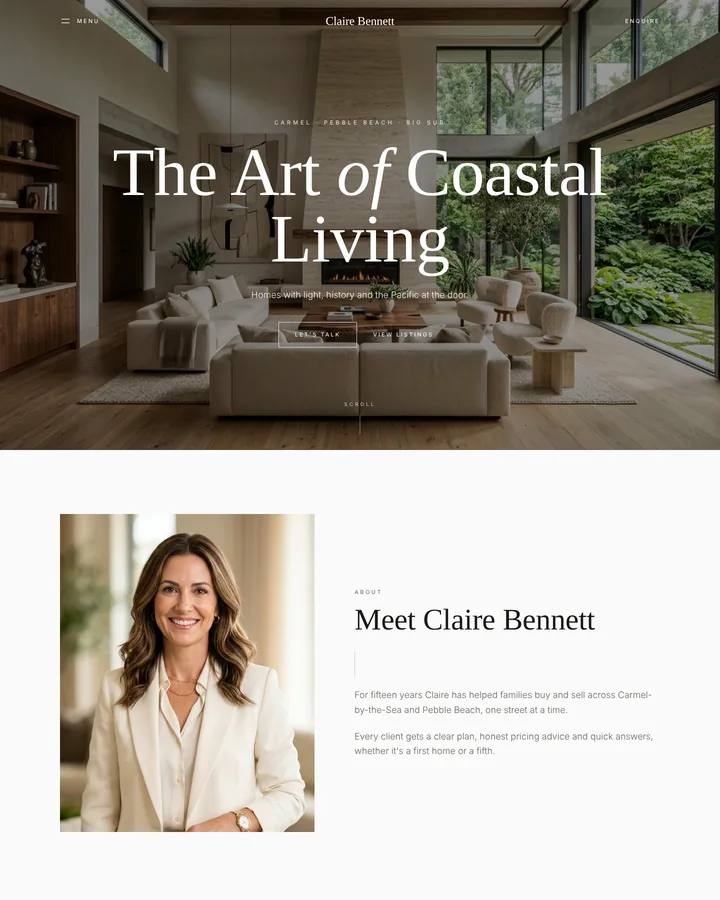 MENU
Claire Bennett
ENQUIRE
CARMEL · PEBBLE BEACH · BIG SUR
The Art of Coastal
Living
Homes with light, history and the Pacific at the door.
LET'S TALK
VIEW LISTINGS
SCROLL
ABOUT
Meet Claire Bennett
For fifteen years Claire has helped families buy and sell across Carmel-
by-the-Sea and Pebble Beach, one street at a time.
Every client gets a clear plan, honest pricing advice and quick answers,
whether it's a first home or a fifth.